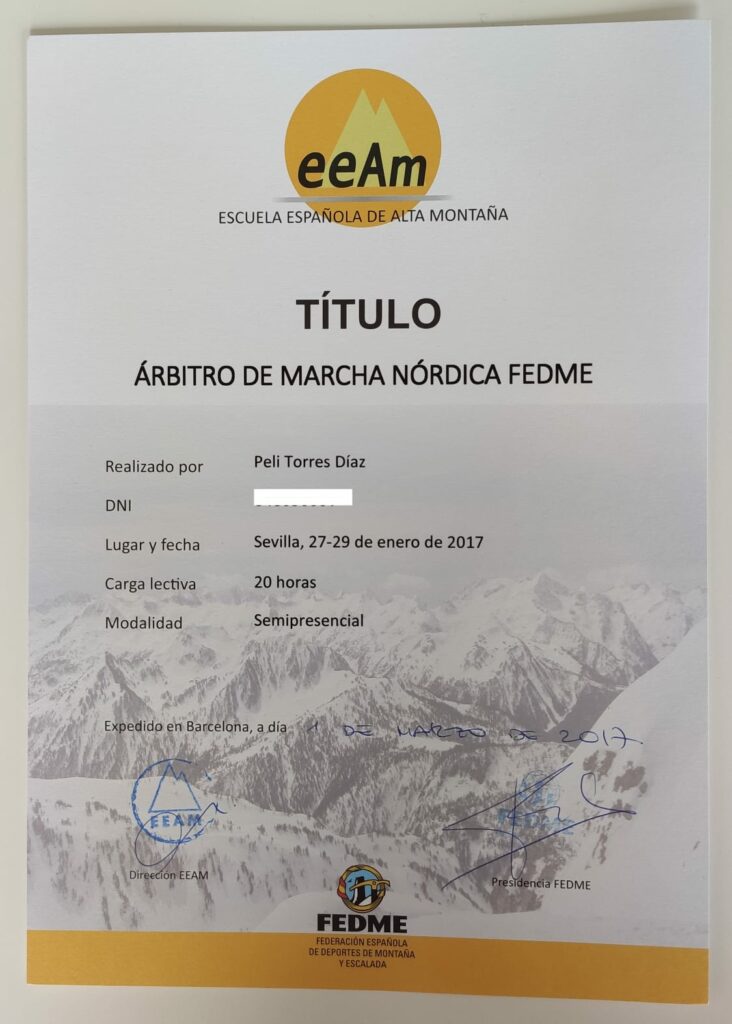 eeAm
ESCUELA ESPAÑOLA DE ALTA MONTAÑA
TÍTULO
ÁRBITRO DE MARCHA NÓRDICA FEDME
Realizado por Peli Torres Díaz
DNI
Lugar y fecha Sevilla, 27-29 de enero de 2017
Carga lectiva 20 horas
Modalidad Semipresencial
Expedido en Barcelona, a día 1 DE MARZO DE 2017
EEAM
FEDME
Dirección EEAM
Presidencia FEDME
FEDME
FEDERACIÓN ESPAÑOLA
DE DEPORTES DE MONTAÑA
Y ESCALADA